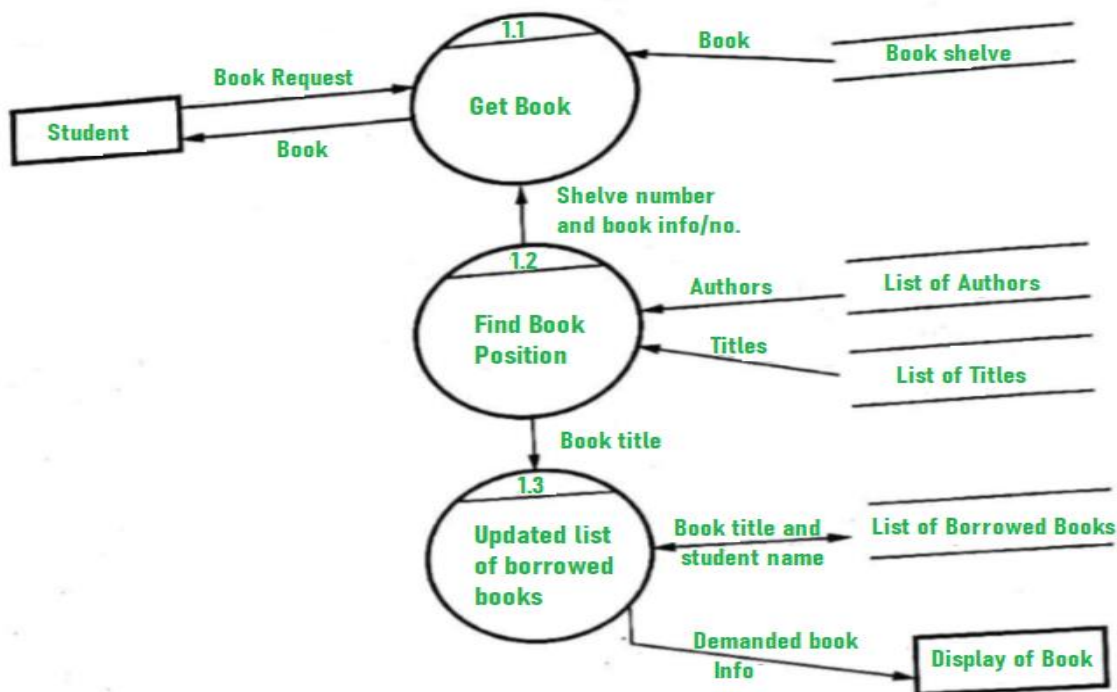 1.1
Book
Book shelve
Book Request
Get Book
Student
Book
Shelve number
and book info/no.
1.2
Authors
List of Authors
Find Book
Position
Titles
List of Titles
Book title
1.3
Updated list
of borrowed
books
Book title and
student name
List of Borrowed Books
Demanded book
Info
Display of Book